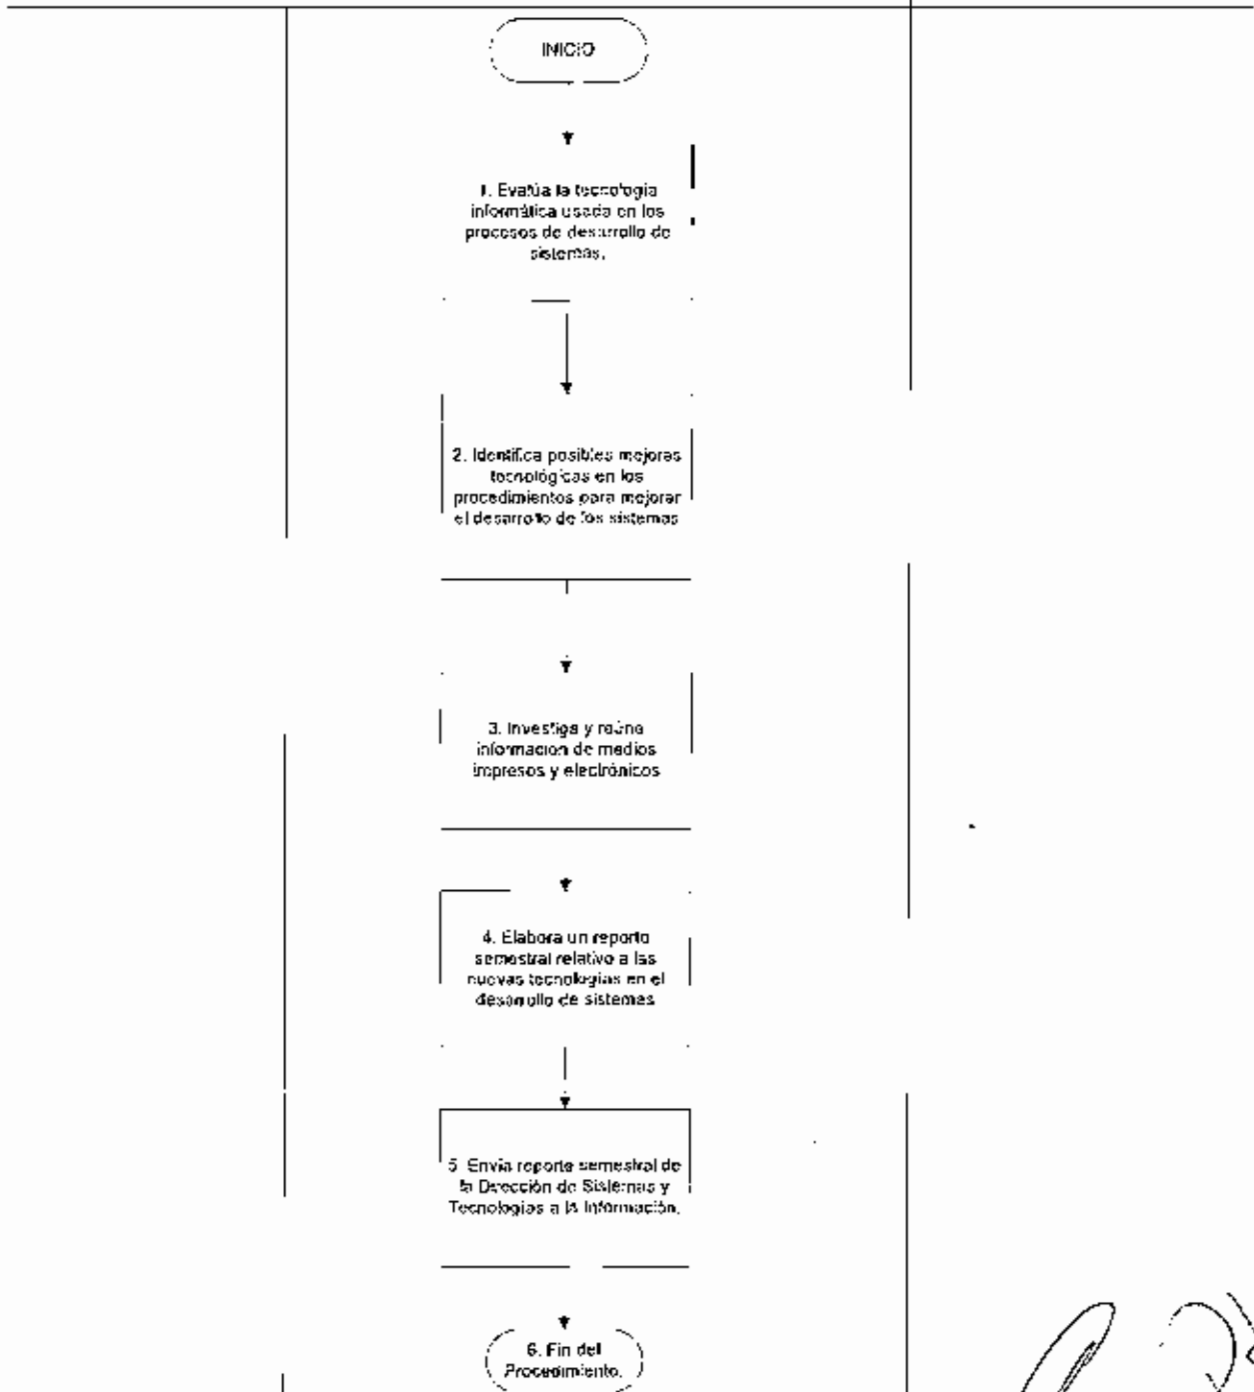 INICIO
1. Evalúa la tecnología
informática usada en los
procesos de desarrollo de
sistemas.
2. Identifica posibles mejoras
tecnológicas en los
procedimientos para mejorar
el desarrollo de los sistemas
3. Investiga y reúne
información de medios
impresos y electrónicos
4. Elabora un reporte
semestral relativo a las
nuevas tecnologías en el
desarrollo de sistemas
5. Envía reporte semestral de
la Dirección de Sistemas y
Tecnologías a la Información.
6. Fin del
Procedimiento.